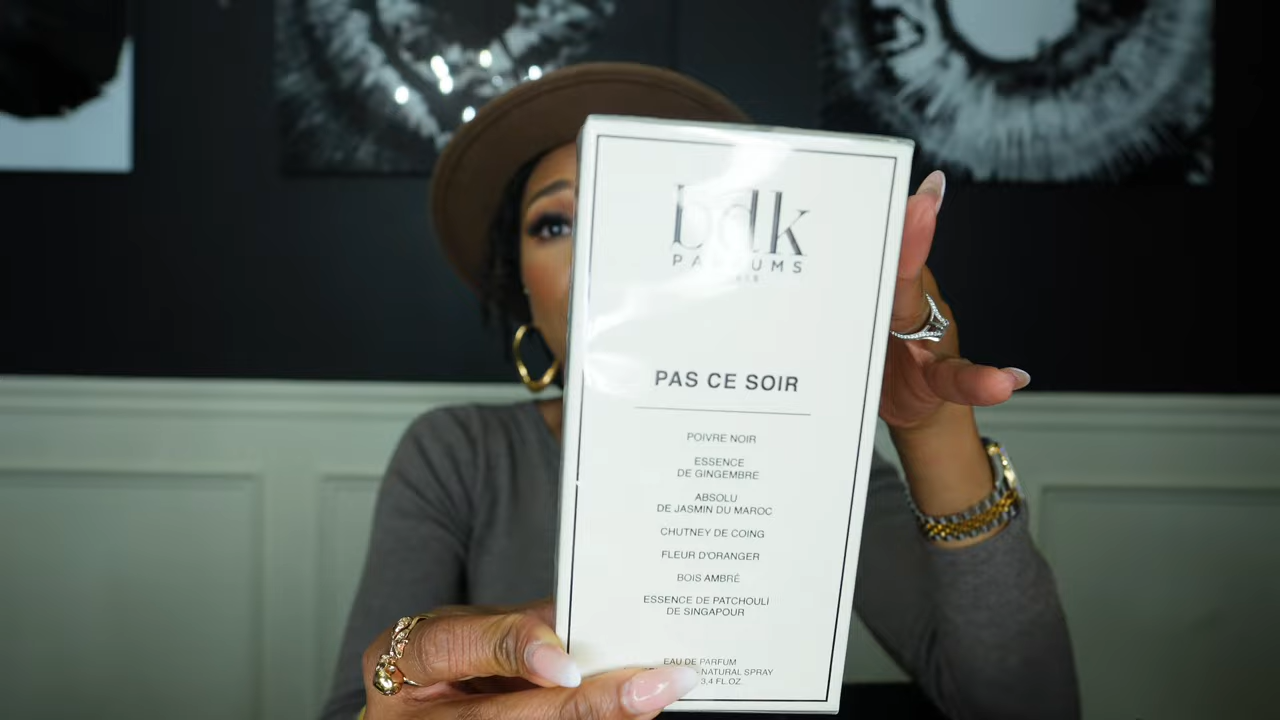 bdk
PARFUMS
PAS CE SOIR
POIVRE NOIR
ESSENCE
DE GINGEMBRE
ABSOLU
DE JASMIN DU MAROC
CHUTNEY DE COING
FLEUR D'ORANGER
BOIS AMBRÉ
ESSENCE DE PATCHOULI
DE SINGAPOUR
EAU DE PARFUM
NATURAL SPRAY
3,4 FL.OZ.